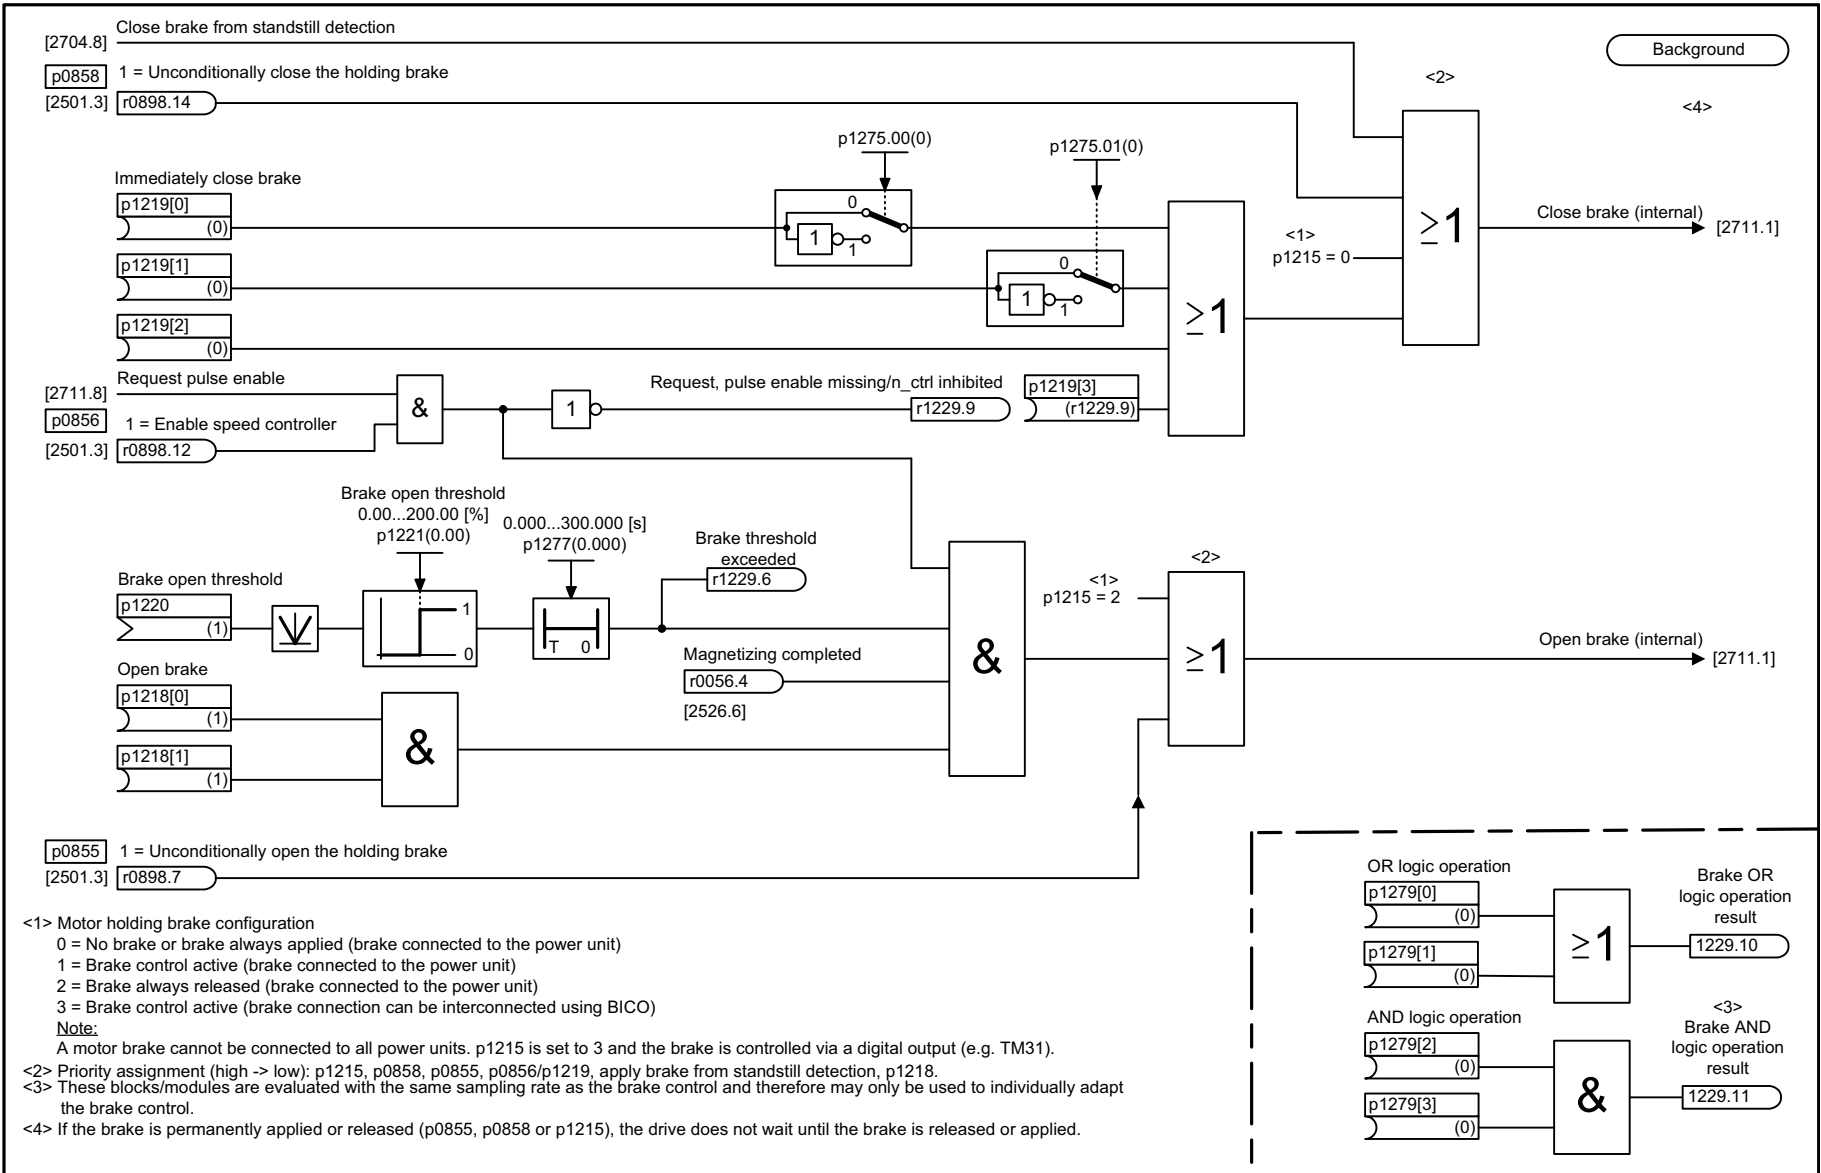 Close brake from standstill detection
[2704.8]
p0858
1 = Unconditionally close the holding brake
[2501.3]
r0898.14
Background
<2>
<4>
p1275.00(0)
p1275.01(0)
Immediately close brake
p1219[0]
(0)
0
1
1
p1219[1]
(0)
0
1
1
p1219[2]
(0)
≥1
<1>
p1215 = 0
≥1
Close brake (internal)
[2711.1]
Request pulse enable
[2711.8]
p0856
1 = Enable speed controller
[2501.3]
r0898.12
&
1
Request, pulse enable missing/n_ctrl inhibited
r1229.9
p1219[3]
(r1229.9)
Brake open threshold
0.00...200.00 [%]
p1221(0.00)
0.000...300.000 [s]
p1277(0.000)
Brake threshold
exceeded
r1229.6
Brake open threshold
p1220
(1)
1
0
T 0
Magnetizing completed
r0056.4
[2526.6]
&
<1>
p1215 = 2
<2>
≥1
Open brake (internal)
[2711.1]
Open brake
p1218[0]
(1)
p1218[1]
(1)
&
p0855
1 = Unconditionally open the holding brake
[2501.3]
r0898.7
<1> Motor holding brake configuration
0 = No brake or brake always applied (brake connected to the power unit)
1 = Brake control active (brake connected to the power unit)
2 = Brake always released (brake connected to the power unit)
3 = Brake control active (brake connection can be interconnected using BICO)
Note:
A motor brake cannot be connected to all power units. p1215 is set to 3 and the brake is controlled via a digital output (e.g. TM31).
<2> Priority assignment (high -> low): p1215, p0858, p0855, p0856/p1219, apply brake from standstill detection, p1218.
<3> These blocks/modules are evaluated with the same sampling rate as the brake control and therefore may only be used to individually adapt
the brake control.
<4> If the brake is permanently applied or released (p0855, p0858 or p1215), the drive does not wait until the brake is released or applied.
OR logic operation
p1279[0]
(0)
p1279[1]
(0)
≥1
Brake OR
logic operation
result
1229.10
AND logic operation
p1279[2]
(0)
p1279[3]
(0)
&
<3>
Brake AND
logic operation
result
1229.11